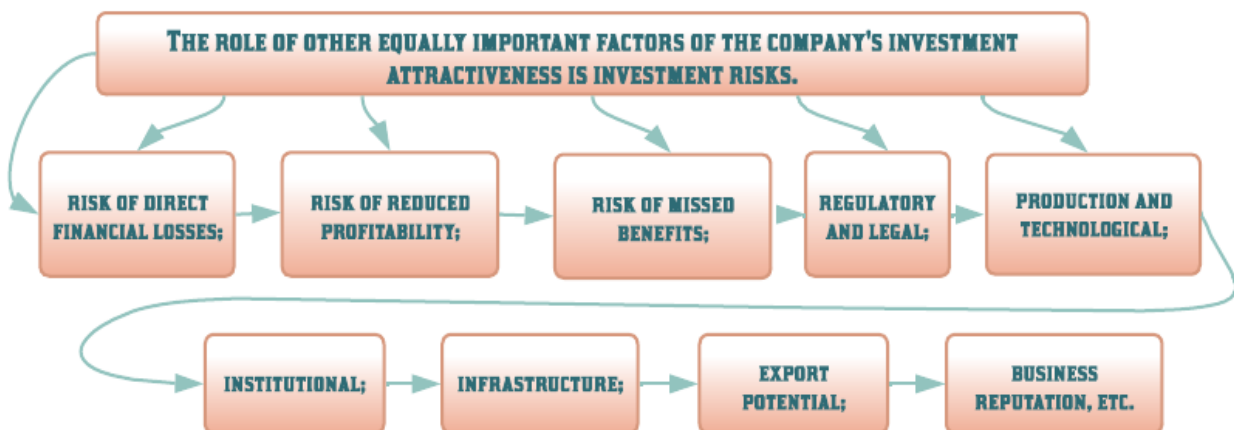 The role of other equally important factors of the company's investment
attractiveness is investment risks.
Risk of direct
financial losses;
Risk of reduced
profitability;
Risk of missed
benefits;
Regulatory
and legal;
Production and
technological;
Institutional;
Infrastructure;
Export
potential;
Business
reputation, etc.